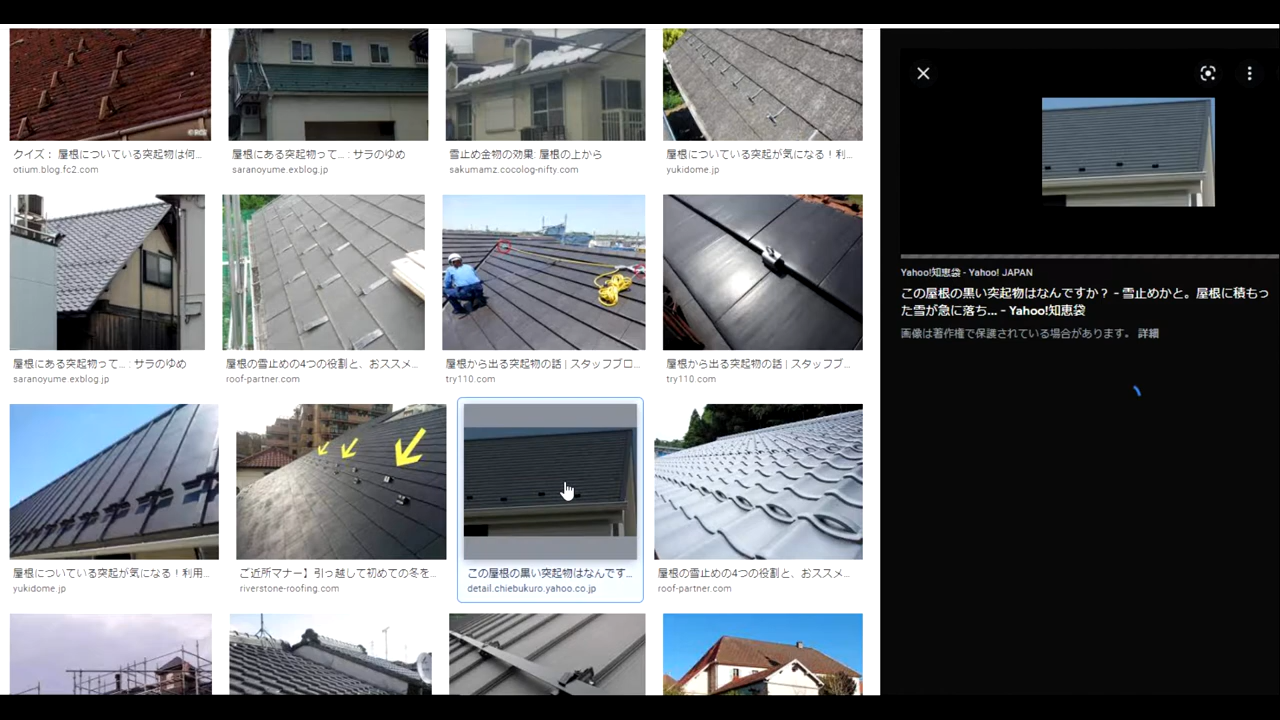 クイズ： 屋根についている突起物は何...
otium.blog.fc2.com
屋根にある突起物って... : サラのゆめ
saranoyume.exblog.jp
雪止め金物の効果: 屋根の上から
sakumamz.cocolog-nifty.com
屋根についている突起が気になる！利...
yukidome.jp
屋根にある突起物って... : サラのゆめ
saranoyume.exblog.jp
屋根の雪止めの4つの役割と、おススメ...
roof-partner.com
屋根から出る突起物の話 | スタッフブロ...
try110.com
屋根から出る突起物の話 | スタッフブ...
try110.com
屋根についている突起が気になる！利用...
yukidome.jp
ご近所マナー】引っ越して初めての冬を...
riverstone-roofing.com
この屋根の黒い突起物はなんです...
detail.chiebukuro.yahoo.co.jp
屋根の雪止めの4つの役割と、おススメ...
roof-partner.com
Yahoo!知恵袋 - Yahoo! JAPAN
この屋根の黒い突起物はなんですか？ - 雪止めかと。屋根に積もっ
た雪が急に落ち... - Yahoo!知恵袋
画像は著作権で保護されている場合があります。 詳細